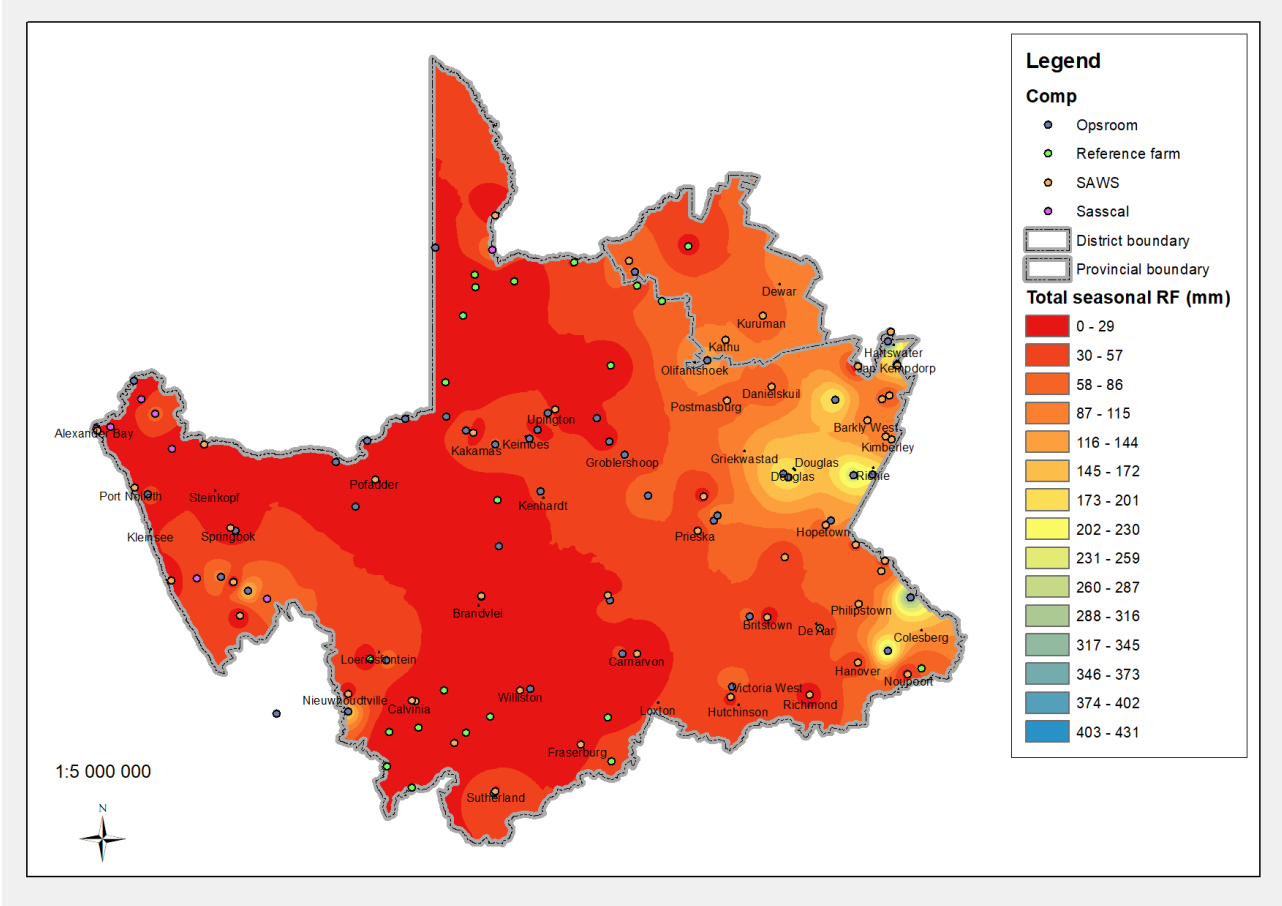 Legend
Comp
Opsroom
Reference farm
SAWS
Sasscal
District boundary
Provincial boundary
Total seasonal RF (mm)
0 - 29
30 - 57
58 - 86
87 - 115
116 - 144
145 - 172
173 - 201
202 - 230
231 - 259
260 - 287
288 - 316
317 - 345
346 - 373
374 - 402
403 - 431
Dewar
Kuruman
Kathu
Hartswater
Olifantshoek
Jan Kempdorp
Danielskuil
Postmasburg
Upington
Barkly West
Alexander Bay
Kakamas
Keimoes
Kimberley
Groblershoop
Griekwastad
Douglas
Douglas
Richie
Pofadder
Port Nolloth
Steinkopf
Kenhardt
Kleinsee
Springbok
Prieska
Hopetown
Brandvlei
Philipstown
Britstown
De Aar
Colesberg
Loeriesfontein
Carnarvon
Hanover
Noupoort
Nieuwhoudtville
Calvinia
Williston
Victoria West
Loxton
Hutchinson
Richmond
Fraserburg
Sutherland
1:5 000 000
N